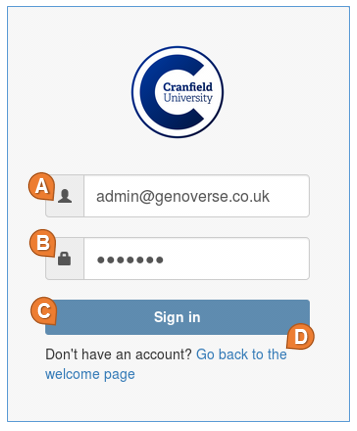 Cranfield
University
A
admin@genoverse.co.uk
B
•••••••
C
Sign in
D
Don't have an account? Go back to the
welcome page